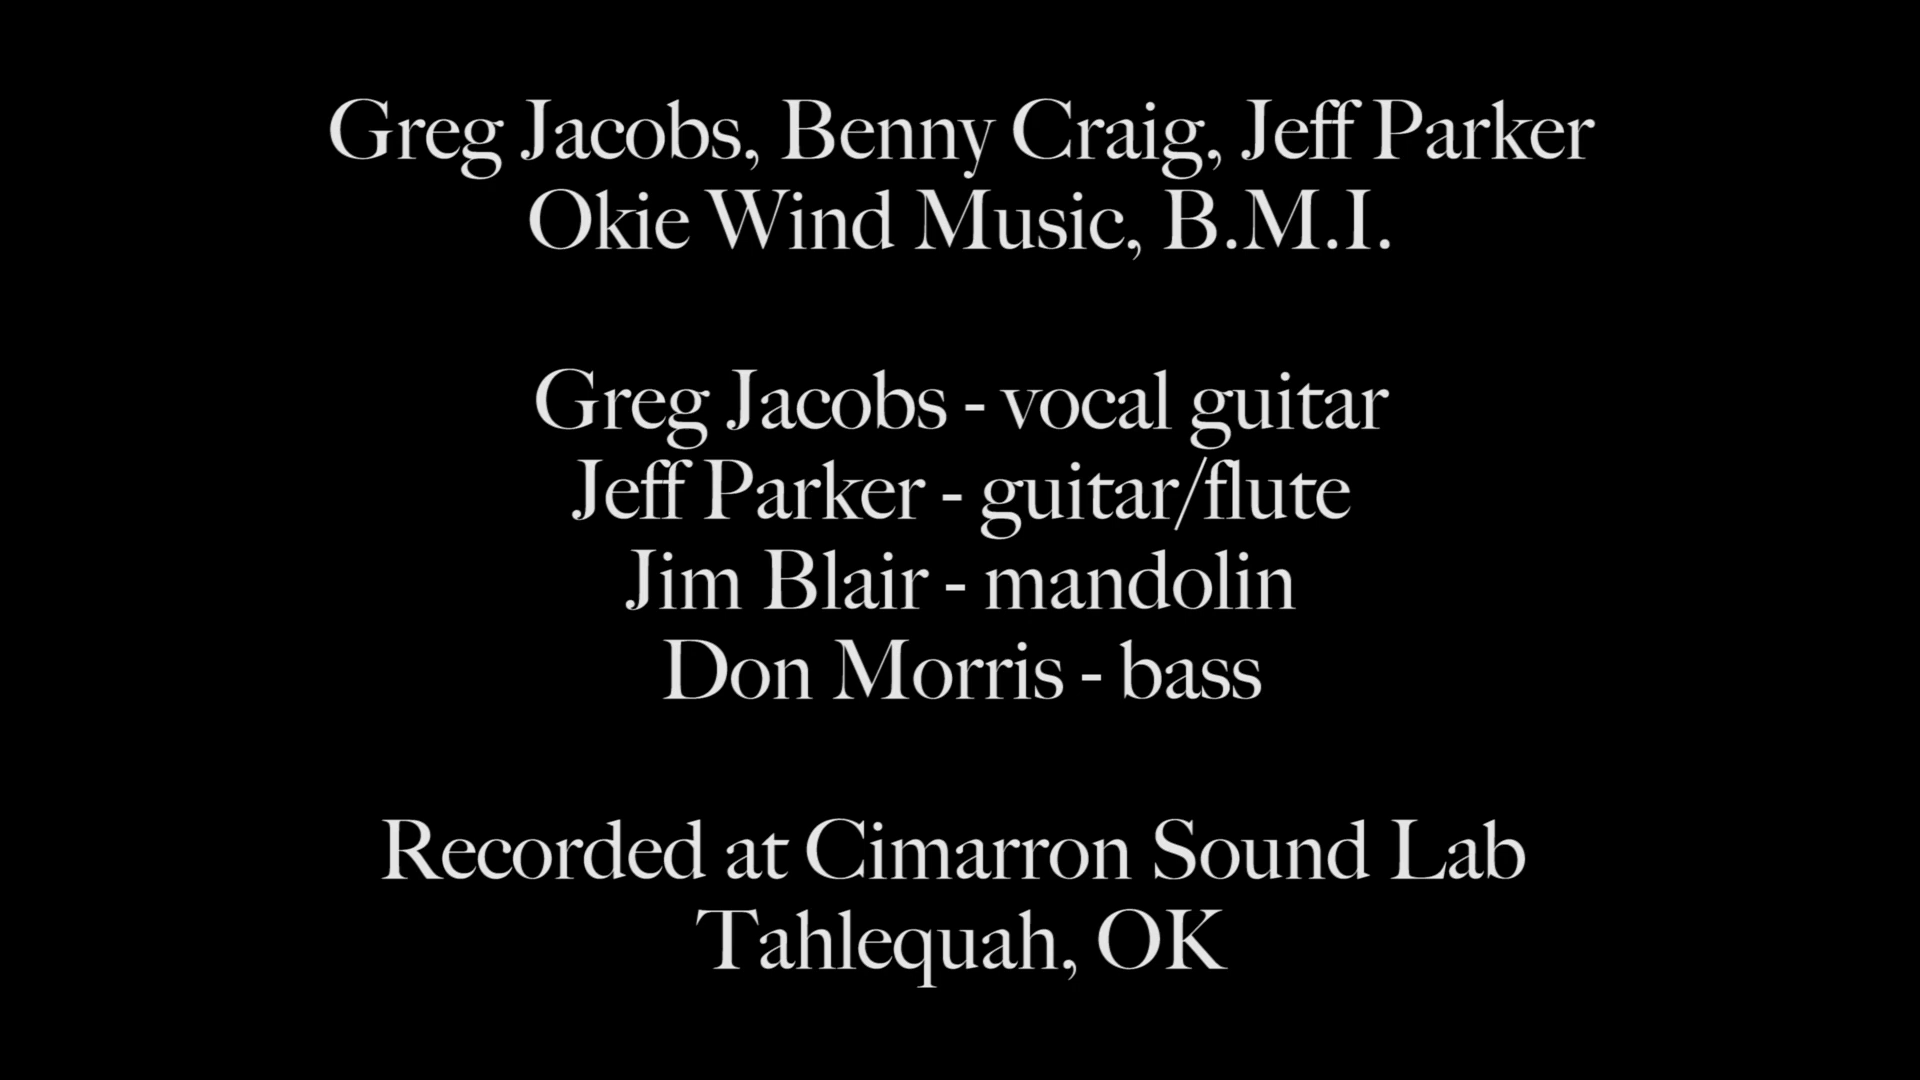 Greg Jacobs, Benny Craig, Jeff Parker
Okie Wind Music, B.M.I.
Greg Jacobs - vocal guitar
Jeff Parker - guitar/flute
Jim Blair - mandolin
Don Morris - bass
Recorded at Cimarron Sound Lab
Tahlequah, OK